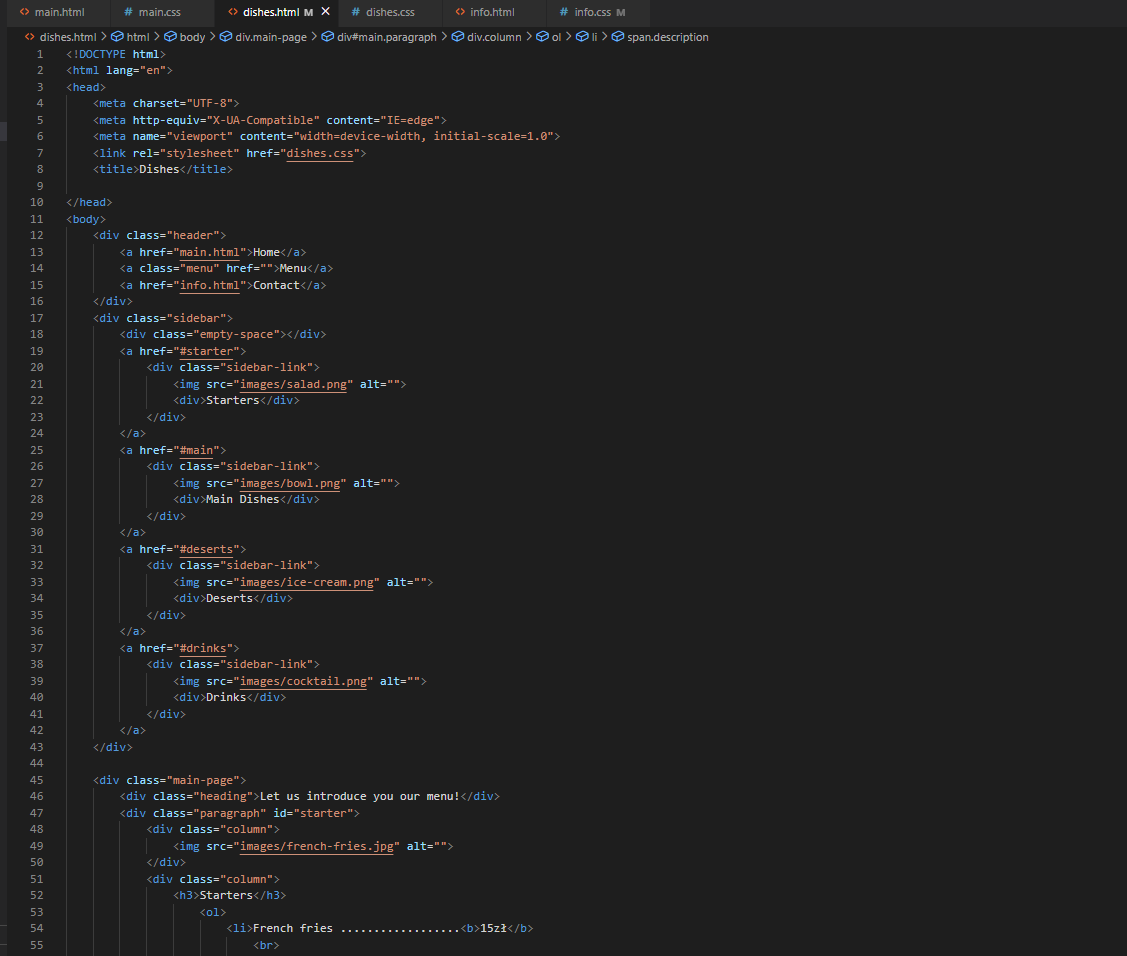 main.html # main.css dishes.html M # dishes.css info.html # info.css M
dishes.html > html > body > div.main-page > div#main.paragraph > div.column > ol > li > span.description
1 <!DOCTYPE html>
2 <html lang="en">
3 <head>
4 <meta charset="UTF-8">
5 <meta http-equiv="X-UA-Compatible" content="IE=edge">
6 <meta name="viewport" content="width=device-width, initial-scale=1.0">
7 <link rel="stylesheet" href="dishes.css">
8 <title>Dishes</title>
9
10 </head>
11 <body>
12 <div class="header">
13 <a href="main.html">Home</a>
14 <a class="menu" href="">Menu</a>
15 <a href="info.html">Contact</a>
16 </div>
17 <div class="sidebar">
18 <div class="empty-space"></div>
19 <a href="#starter">
20 <div class="sidebar-link">
21 <img src="images/salad.png" alt="">
22 <div>Starters</div>
23 </div>
24 </a>
25 <a href="#main">
26 <div class="sidebar-link">
27 <img src="images/bowl.png" alt="">
28 <div>Main Dishes</div>
29 </div>
30 </a>
31 <a href="#deserts">
32 <div class="sidebar-link">
33 <img src="images/ice-cream.png" alt="">
34 <div>Deserts</div>
35 </div>
36 </a>
37 <a href="#drinks">
38 <div class="sidebar-link">
39 <img src="images/cocktail.png" alt="">
40 <div>Drinks</div>
41 </div>
42 </a>
43 </div>
44
45 <div class="main-page">
46 <div class="heading">Let us introduce you our menu!</div>
47 <div class="paragraph" id="starter">
48 <div class="column">
49 <img src="images/french-fries.jpg" alt="">
50 </div>
51 <div class="column">
52 <h3>Starters</h3>
53 <ol>
54 <li>French fries ..................<b>15zł</b>
55 <br>